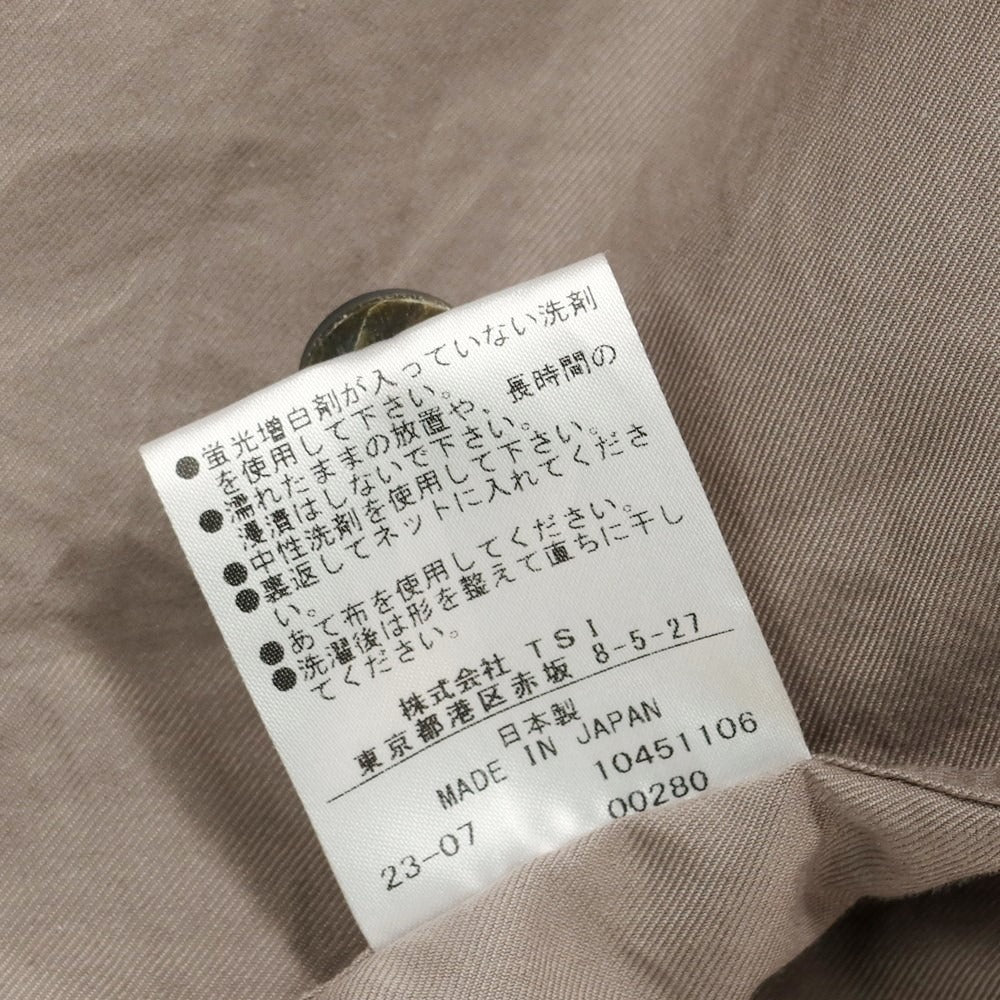 ●蛍光増白剤が入っていない洗剤
を使用して下さい。
●濡れたままの放置や、長時間の
浸漬はしないで下さい。
●中性洗剤を使用して下さい。
●裏返してネットに入れてくださ
い。
●あて布を使用してください。
●洗濯後は形を整えて直ちに干し
てください。
株式会社 TSI
東京都港区赤坂 8-5-27
日本製
MADE IN JAPAN
10451106
23-07 00280